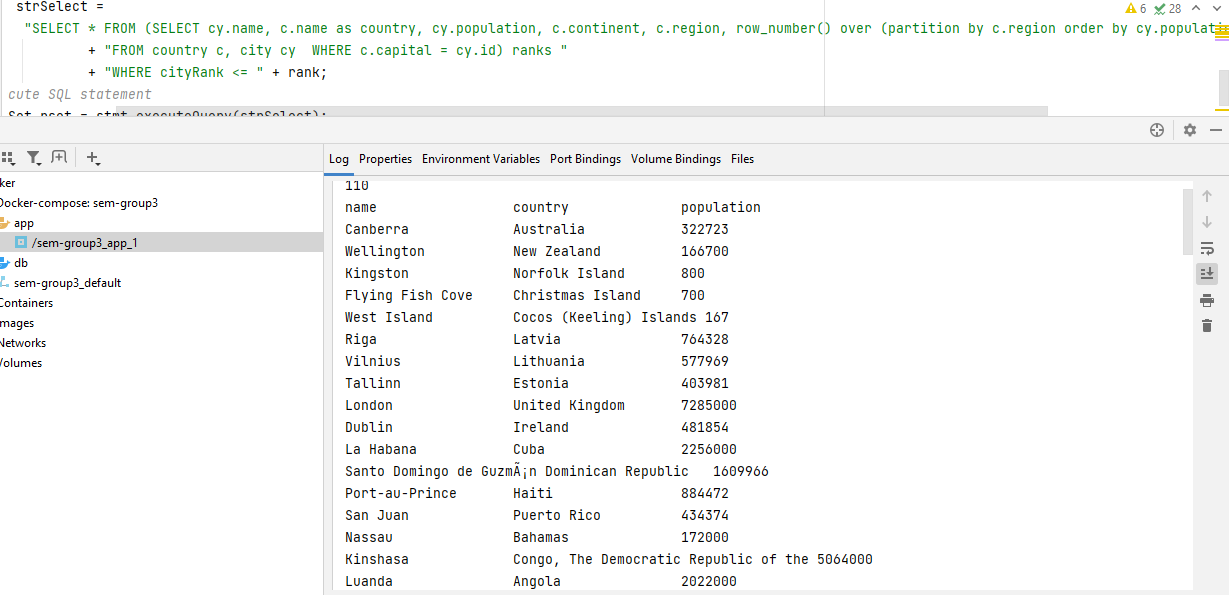 strSelect =
"SELECT * FROM (SELECT cy.name, c.name as country, cy.population, c.continent, c.region, row_number() over (partition by c.region order by cy.populati
+ "FROM country c, city cy  WHERE c.capital = cy.id) ranks "
+ "WHERE cityRank <= " + rank;
cute SQL statement
Set rset = stmt.executeQuery(strSelect);
6 28
Log Properties Environment Variables Port Bindings Volume Bindings Files
ker
Docker-compose: sem-group3
app
/sem-group3_app_1
db
sem-group3_default
Containers
mages
Networks
Volumes
110
name country population
Canberra Australia 322723
Wellington New Zealand 166700
Kingston Norfolk Island 800
Flying Fish Cove Christmas Island 700
West Island Cocos (Keeling) Islands 167
Riga Latvia 764328
Vilnius Lithuania 577969
Tallinn Estonia 403981
London United Kingdom 7285000
Dublin Ireland 481854
La Habana Cuba 2256000
Santo Domingo de GuzmÃ¡n Dominican Republic 1609966
Port-au-Prince Haiti 884472
San Juan Puerto Rico 434374
Nassau Bahamas 172000
Kinshasa Congo, The Democratic Republic of the 5064000
Luanda Angola 2022000